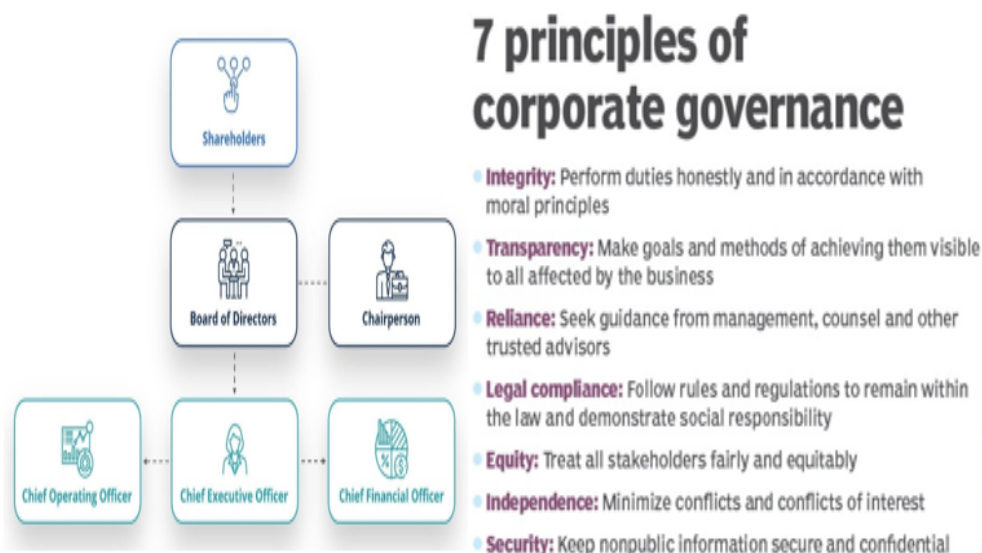 Shareholders
Board of Directors
Chairperson
Chief Operating Officer
Chief Executive Officer
Chief Financial Officer
7 principles of
corporate governance
Integrity: Perform duties honestly and in accordance with
moral principles
Transparency: Make goals and methods of achieving them visible
to all affected by the business
Reliance: Seek guidance from management, counsel and other
trusted advisors
Legal compliance: Follow rules and regulations to remain within
the law and demonstrate social responsibility
Equity: Treat all stakeholders fairly and equitably
Independence: Minimize conflicts and conflicts of interest
Security: Keep nonpublic information secure and confidential